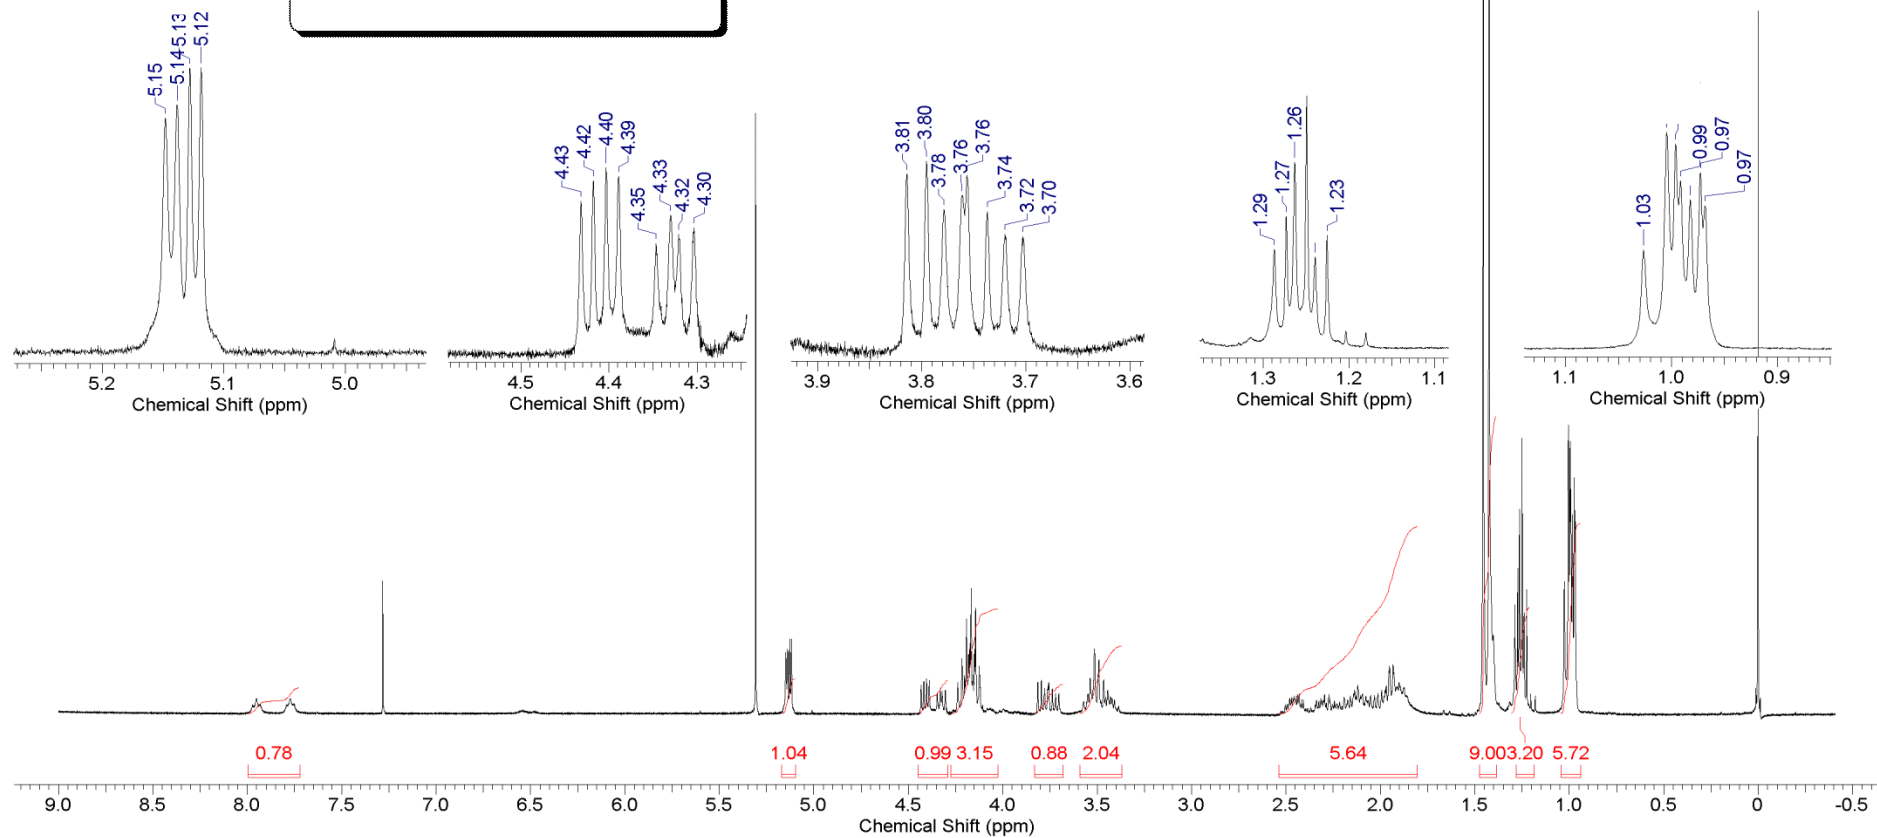 5.15 5.14 5.13 5.12
5.2 5.1 5.0
Chemical Shift (ppm)
4.43 4.42 4.40 4.39 4.35 4.33 4.32 4.30
4.5 4.4 4.3
Chemical Shift (ppm)
3.81 3.80 3.78 3.76 3.76 3.74 3.72 3.70
3.9 3.8 3.7 3.6
Chemical Shift (ppm)
1.29 1.27 1.26 1.23
1.3 1.2 1.1
Chemical Shift (ppm)
1.03 0.99 0.97 0.97
1.1 1.0 0.9
Chemical Shift (ppm)
0.78 1.04 0.99 3.15 0.88 2.04 5.64 9.00 3.20 5.72
9.0 8.5 8.0 7.5 7.0 6.5 6.0 5.5 5.0 4.5 4.0 3.5 3.0 2.5 2.0 1.5 1.0 0.5 0 -0.5
Chemical Shift (ppm)